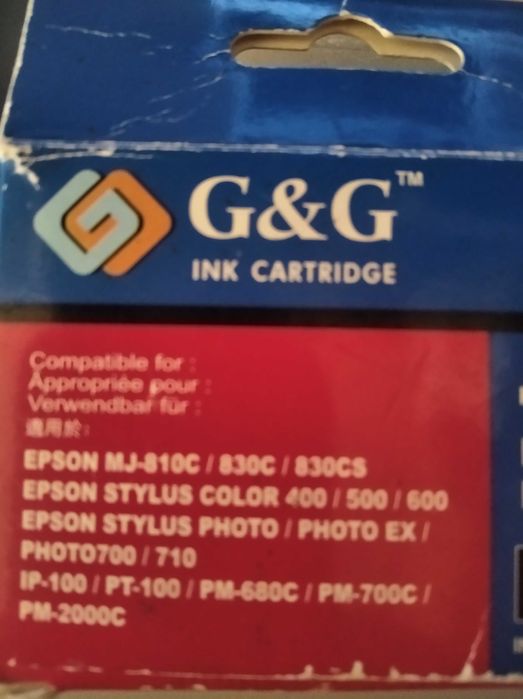 G&G™
INK CARTRIDGE
Compatible for :
Appropriée pour :
Verwendbar für :
適用於:
EPSON MJ-810C / 830C / 830CS
EPSON STYLUS COLOR 400 / 500 / 600
EPSON STYLUS PHOTO / PHOTO EX /
PHOTO700 / 710
IP-100 / PT-100 / PM-680C / PM-700C /
PM-2000C